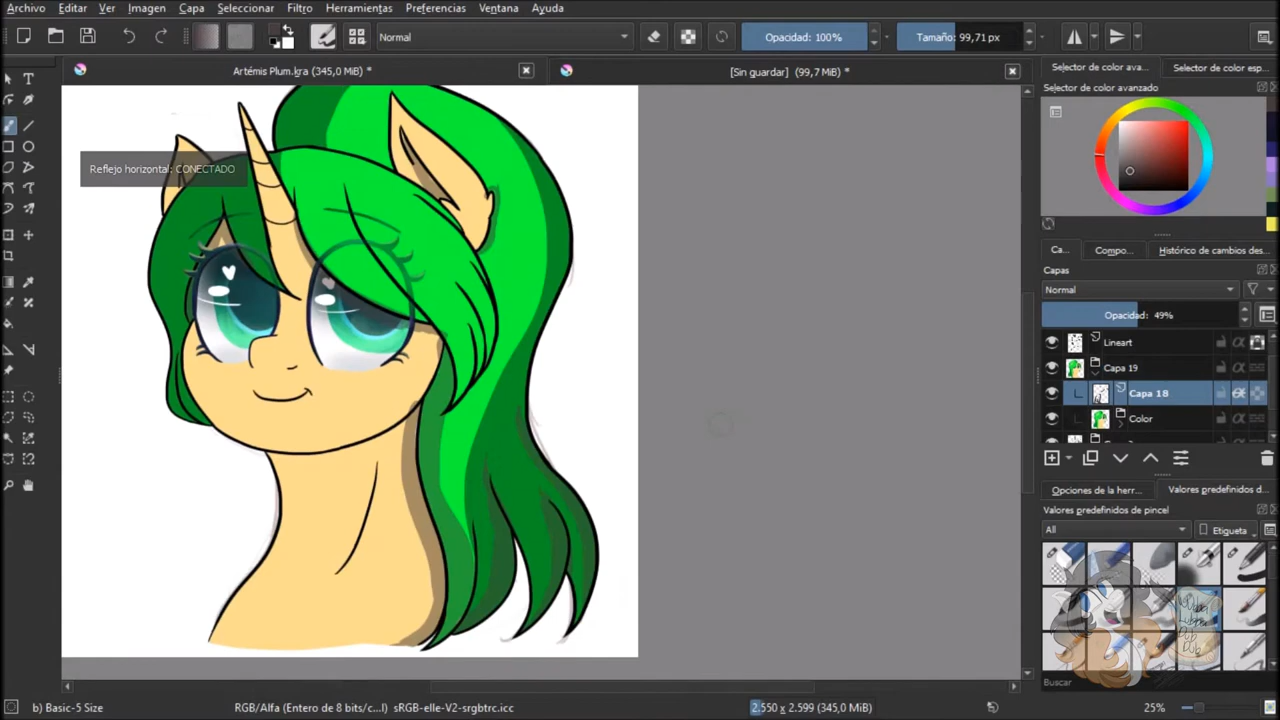 Archivo Editar Ver Imagen Capa Seleccionar Filtro Herramientas Preferencias Ventana Ayuda
Normal Opacidad: 100% Tamaño: 99,71 px
Artémis Plum.kra (345,0 MiB) * [Sin guardar] (99,7 MiB) * Selector de color ava... Selector de color esp...
Selector de color avanzado
Reflejo horizontal: CONECTADO
Ca... Compo... Histórico de cambios des...
Capas
Normal
Opacidad: 49%
Lineart
Capa 19
Capa 18
Color
Opciones de la herr... Valores predefinidos d...
Valores predefinidos de pincel
All Etiqueta
Buscar
b) Basic-5 Size RGB/Alfa (Entero de 8 bits/c...l) sRGB-elle-V2-srgbtrc.icc 2.550 x 2.599 (345,0 MiB) 25%